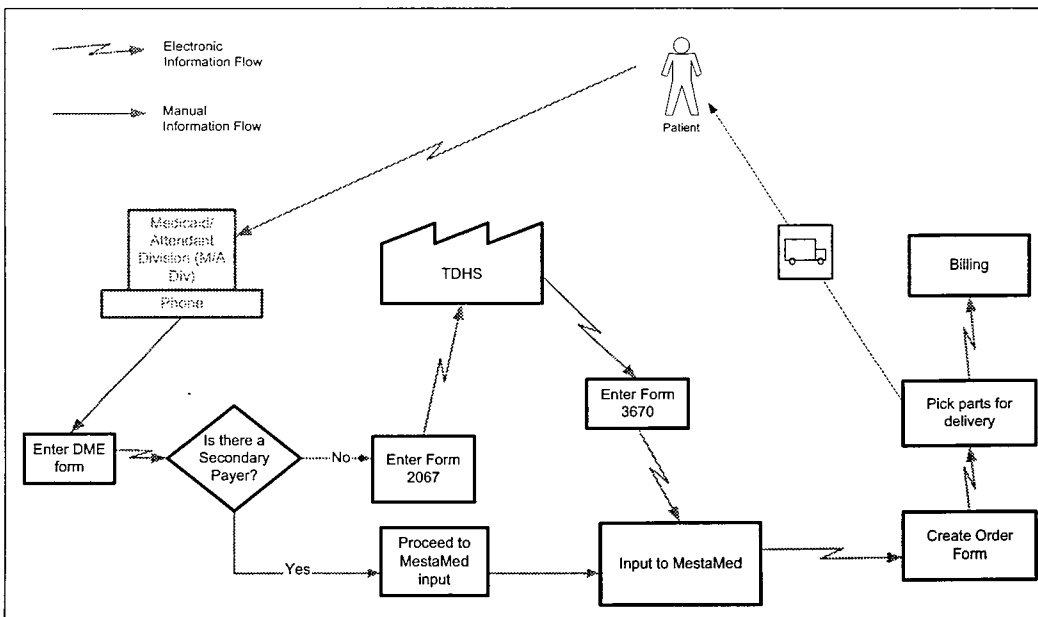 Electronic
Information Flow
Manual
Information Flow
Patient
Medicaid/
Attendant
Division (M/A
Div)
Phone
TDHS
Billing
Enter Form
3670
Pick parts for
delivery
Enter DME
form
Is there a
Secondary
Payer?
No
Enter Form
2067
Yes
Proceed to
MestaMed
input
Input to MestaMed
Create Order
Form